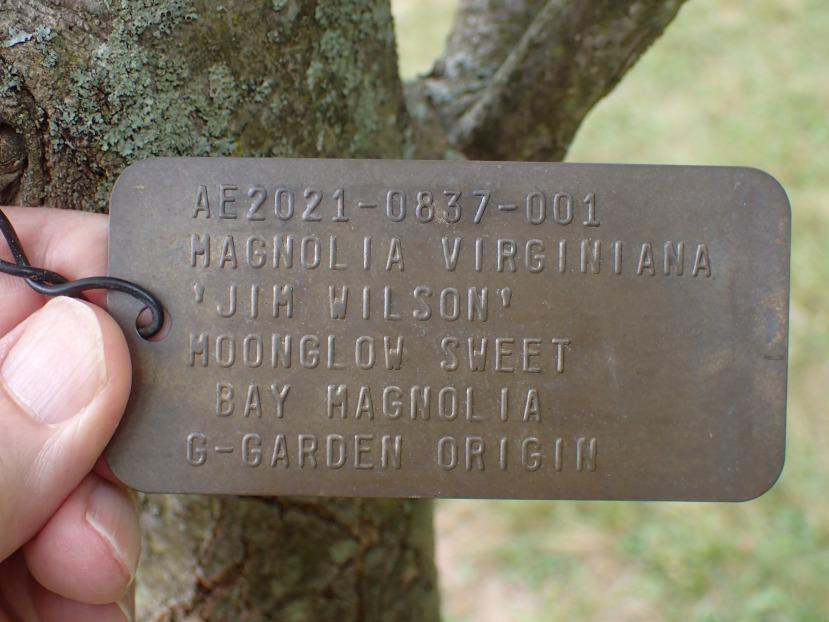 AE2021-0837-001
MAGNOLIA VIRGINIANA
'JIM WILSON'
MOONGLOW SWEET
BAY MAGNOLIA
G-GARDEN ORIGIN